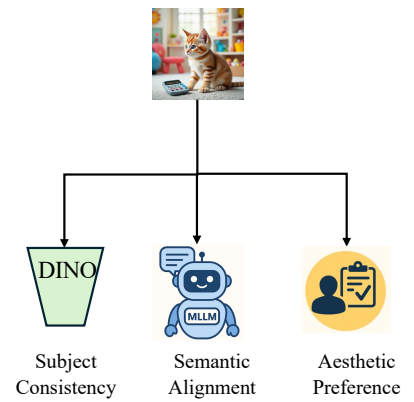 DINO
MLLM
Subject
Consistency
Semantic
Alignment
Aesthetic
Preference